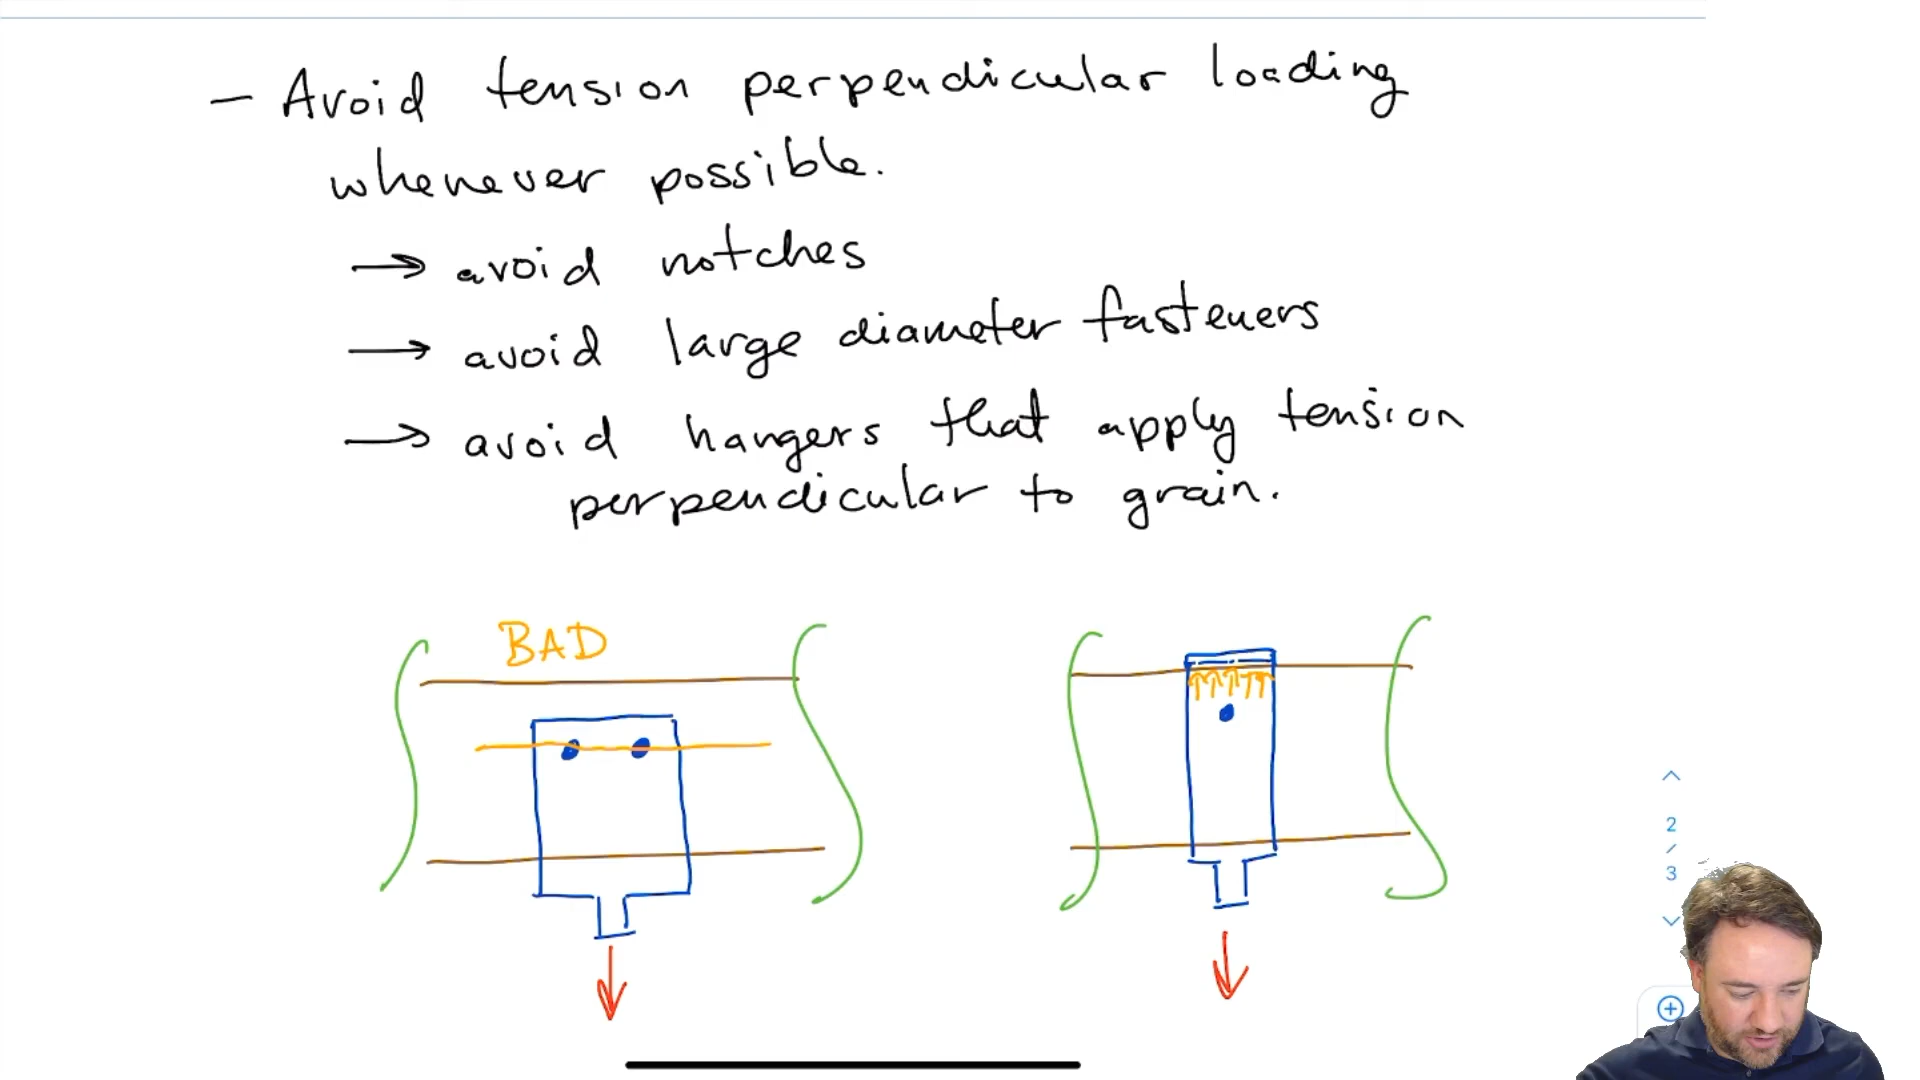 - Avoid tension perpendicular loading
whenever possible.
→ avoid notches
→ avoid large diameter fasteners
→ avoid hangers that apply tension
perpendicular to grain.
BAD
2
/
3